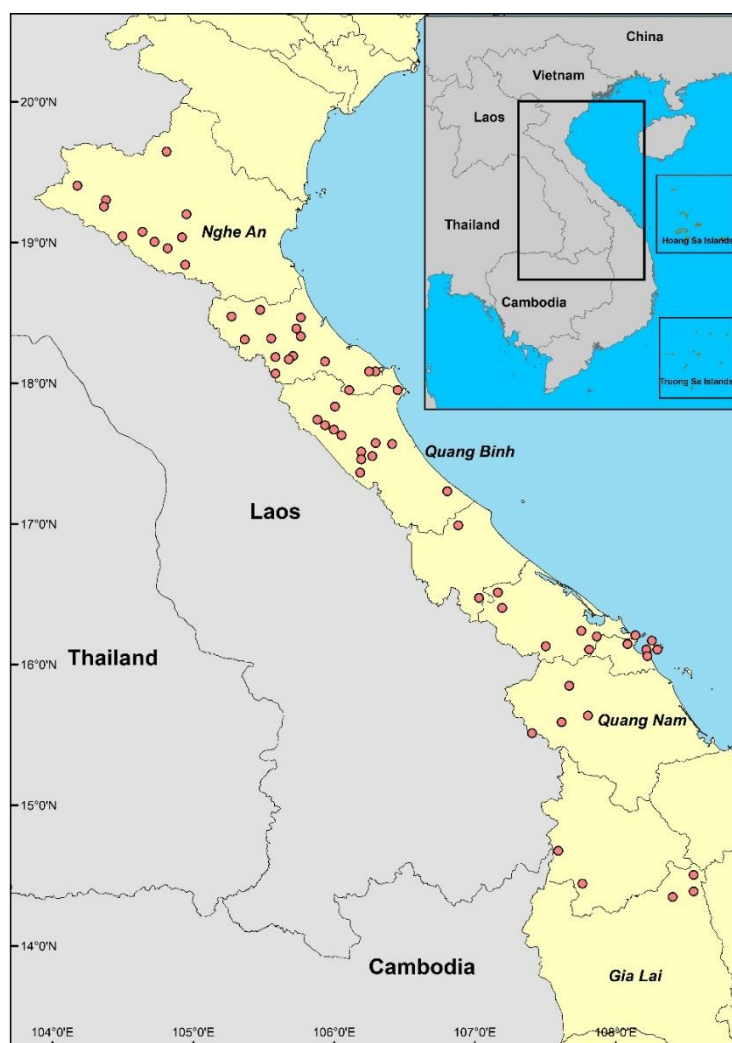 China
Vietnam
Laos
Thailand
Hoang Sa Islands
Cambodia
Truong Sa Islands
20°0'N
19°0'N
18°0'N
17°0'N
16°0'N
15°0'N
14°0'N
Nghe An
Quang Binh
Laos
Thailand
Quang Nam
Cambodia
Gia Lai
104°0'E
105°0'E
106°0'E
107°0'E
108°0'E